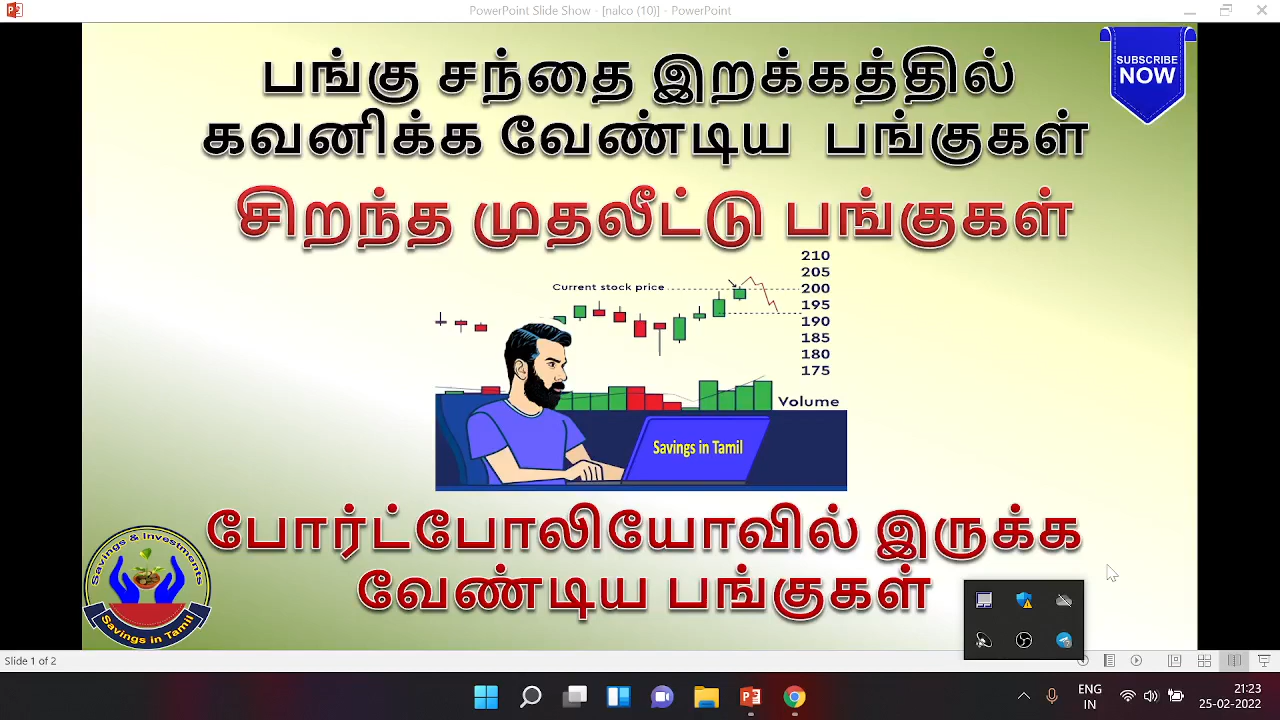 PowerPoint Slide Show - [nalco (10)] - PowerPoint
பங்கு சந்தை இறக்கத்தில்
கவனிக்க வேண்டிய பங்குகள்
SUBSCRIBE
NOW
சிறந்த முதலீட்டு பங்குகள்
Current stock price
210
205
200
195
190
185
180
175
Volume
Savings in Tamil
போர்ட்போலியோவில் இருக்க
வேண்டிய பங்குகள்
Savings & Investments
Savings in Tamil
Slide 1 of 2
ENG
IN
21:23
25-02-2022